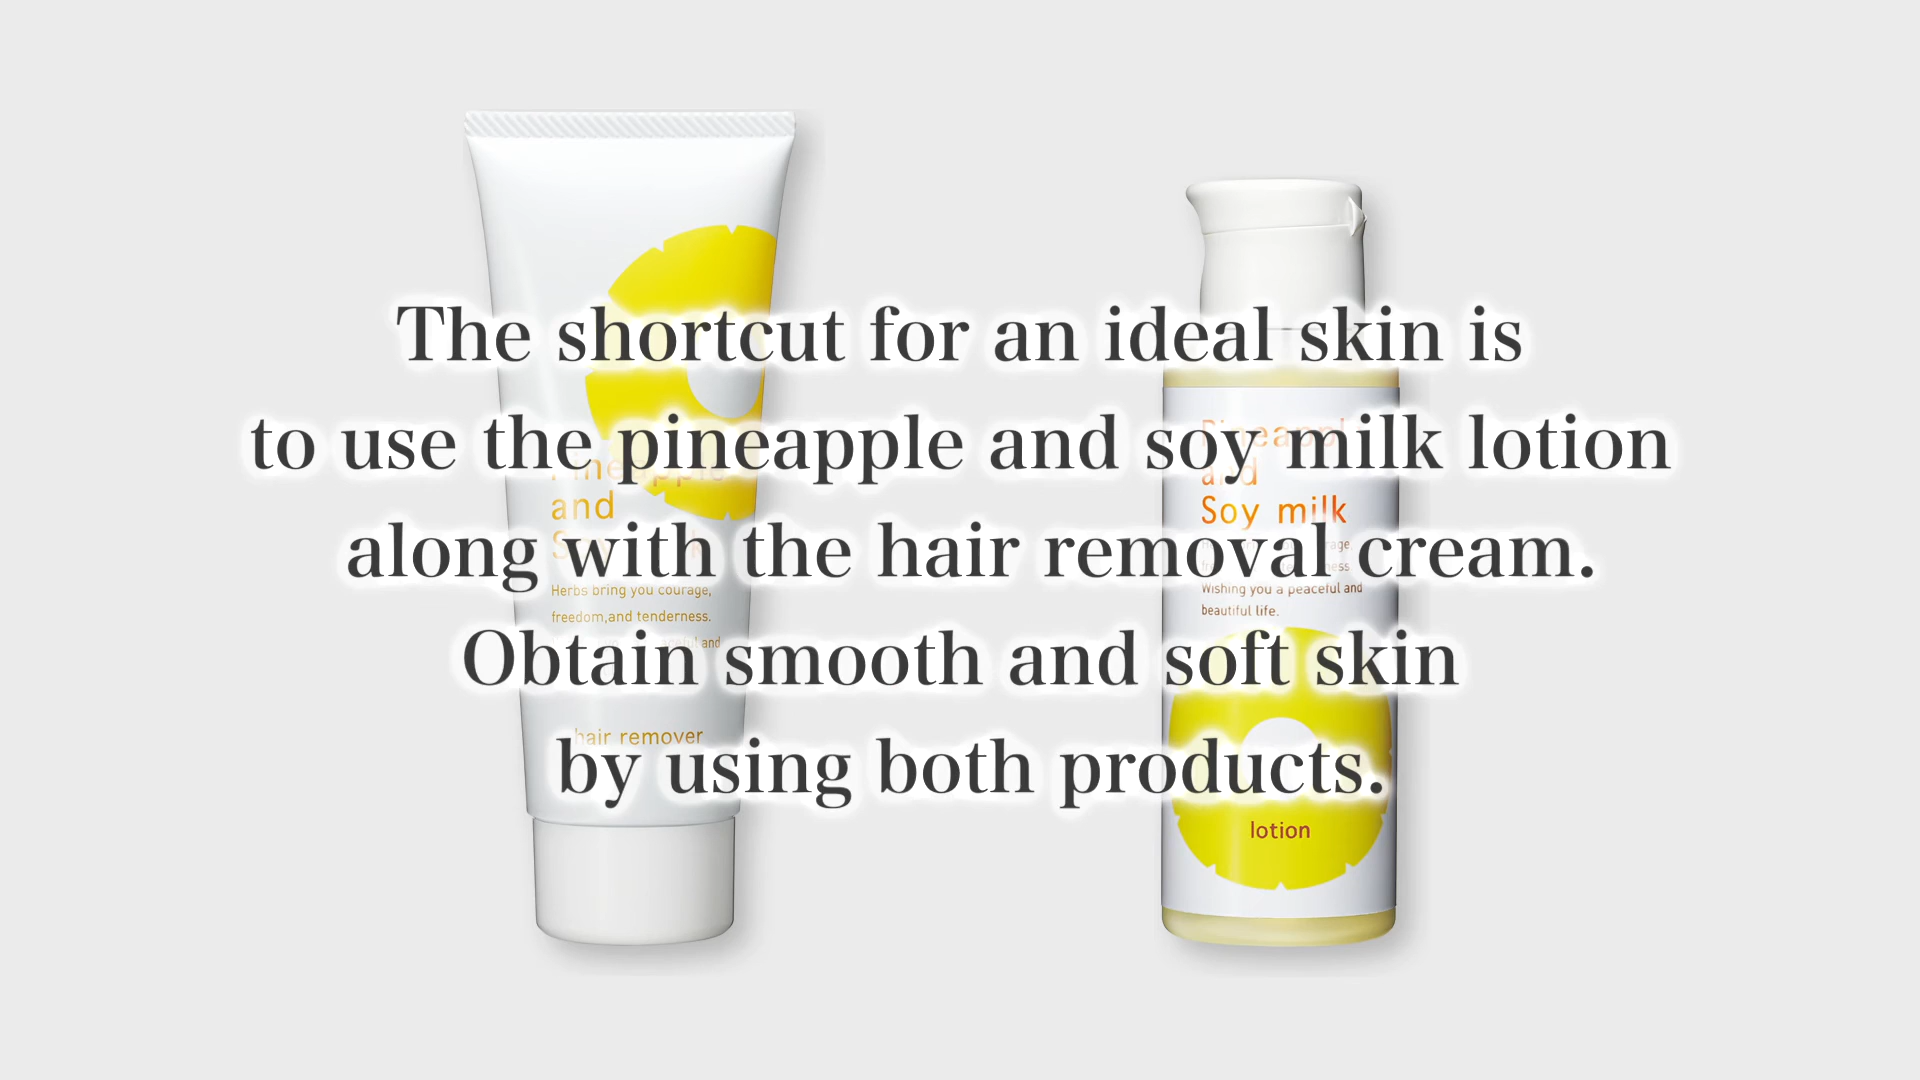 The shortcut for an ideal skin is
to use the pineapple and soy milk lotion
along with the hair removal cream.
Obtain smooth and soft skin
by using both products.
and
Herbs bring you courage,
freedom,and tenderness.
and
hair remover
and
Soy milk
Wishing you a peaceful and
beautiful life.
lotion